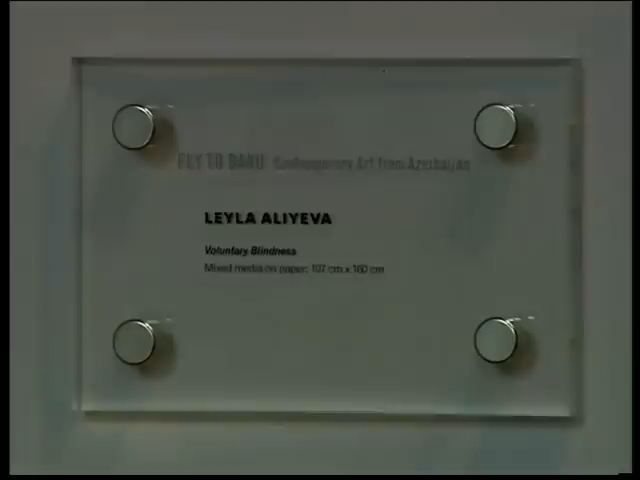 FLY TO BAKU Contemporary Art from Azerbaijan
LEYLA ALIYEVA
Voluntary Blindness
Mixed media on paper; 107 cm x 160 cm